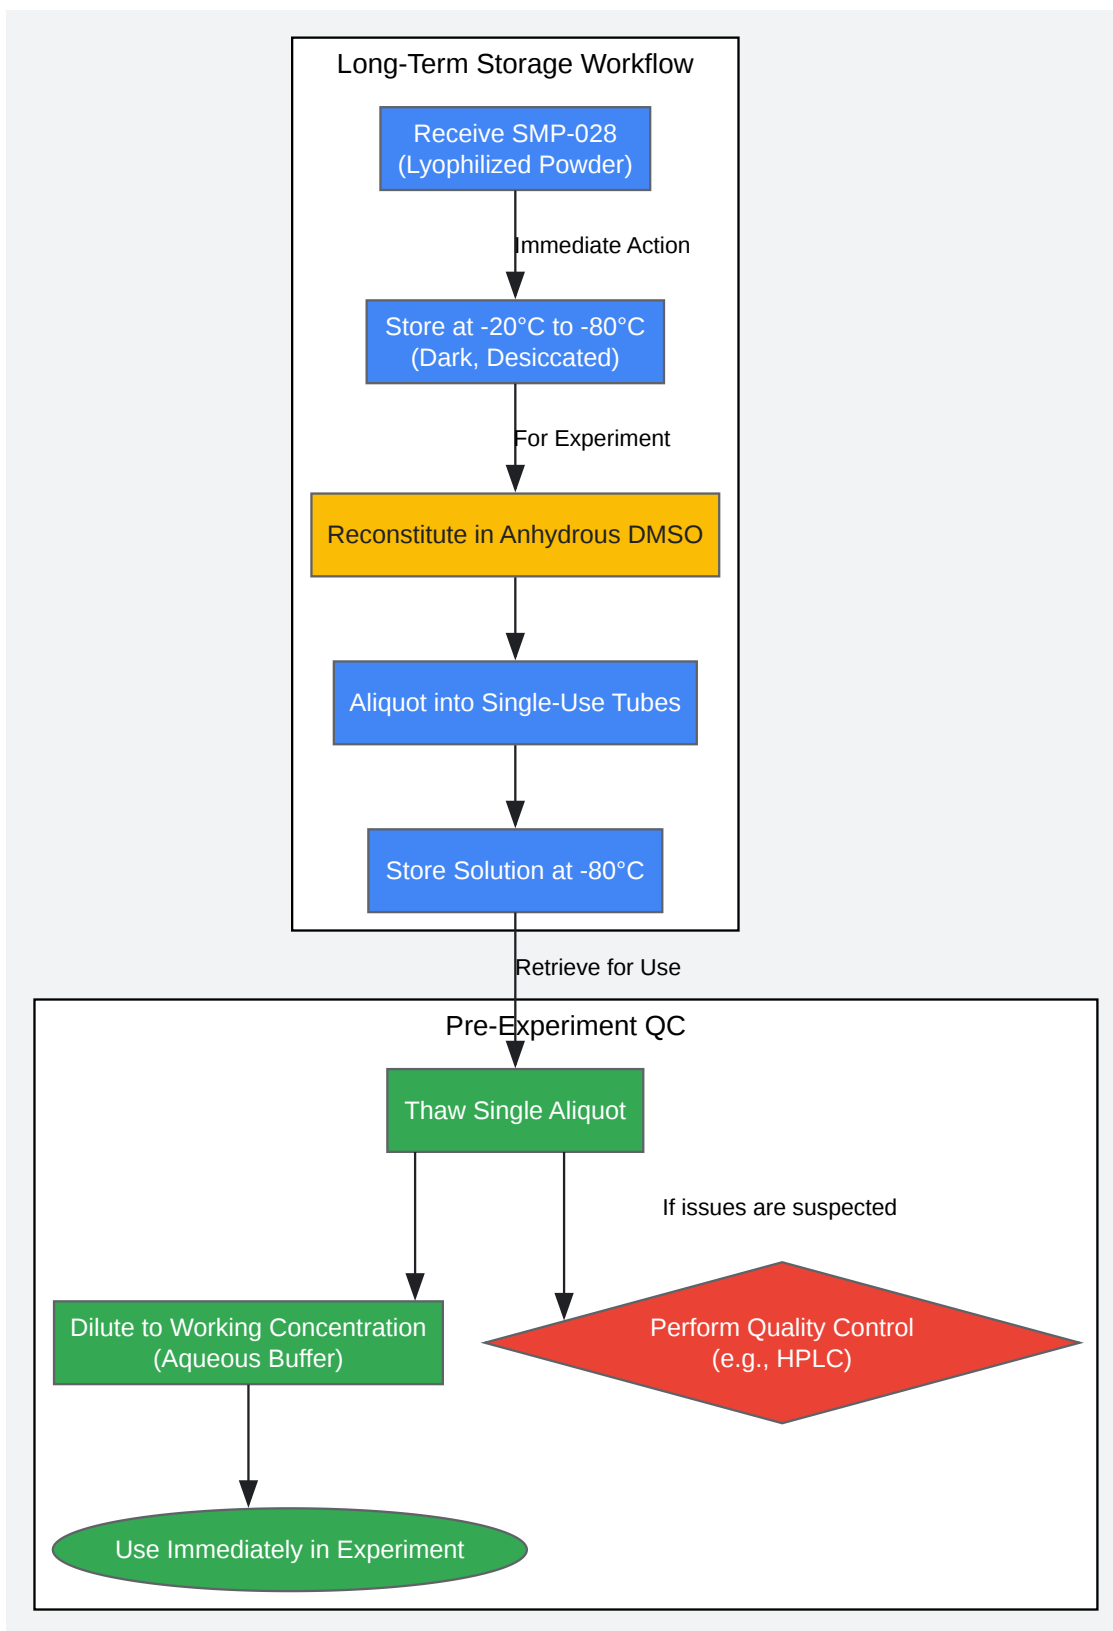 Long-Term Storage Workflow
Receive SMP-028
(Lyophilized Powder)
Immediate Action
Store at -20°C to -80°C
(Dark, Desiccated)
For Experiment
Reconstitute in Anhydrous DMSO
Aliquot into Single-Use Tubes
Store Solution at -80°C
Retrieve for Use
Pre-Experiment QC
Thaw Single Aliquot
If issues are suspected
Dilute to Working Concentration
(Aqueous Buffer)
Perform Quality Control
(e.g., HPLC)
Use Immediately in Experiment